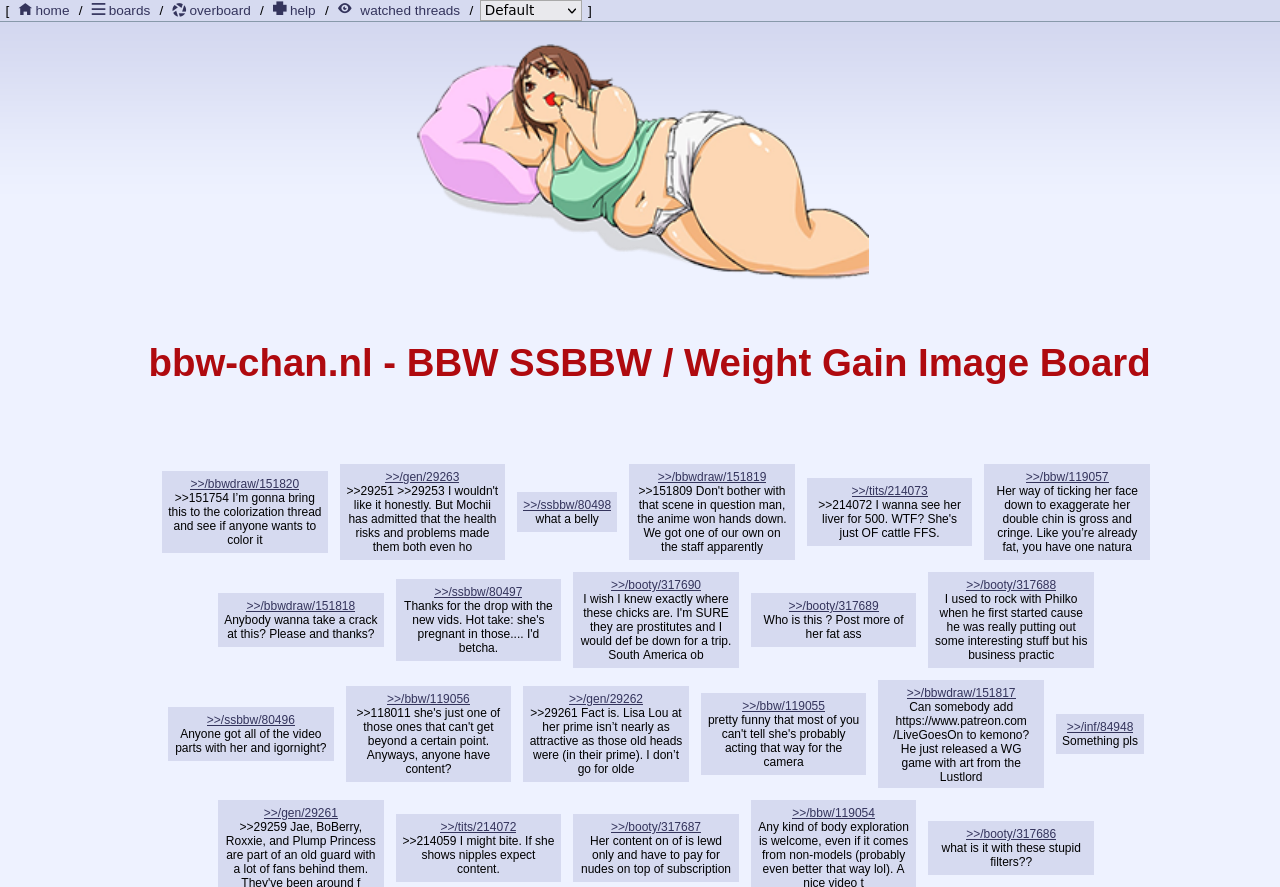 [ home / boards / overboard / help / watched threads / Default ]
bbw-chan.nl - BBW SSBBW / Weight Gain Image Board
>>/bbwdraw/151820
>>151754 I’m gonna bring
this to the colorization thread
and see if anyone wants to
color it
>>/gen/29263
>>29251 >>29253 I wouldn't
like it honestly. But Mochii
has admitted that the health
risks and problems made
them both even ho
>>/ssbbw/80498
what a belly
>>/bbwdraw/151819
>>151809 Don't bother with
that scene in question man,
the anime won hands down.
We got one of our own on
the staff apparently
>>/tits/214073
>>214072 I wanna see her
liver for 500. WTF? She's
just OF cattle FFS.
>>/bbw/119057
Her way of ticking her face
down to exaggerate her
double chin is gross and
cringe. Like you’re already
fat, you have one natura
>>/bbwdraw/151818
Anybody wanna take a crack
at this? Please and thanks?
>>/ssbbw/80497
Thanks for the drop with the
new vids. Hot take: she's
pregnant in those.... I'd
betcha.
>>/booty/317690
I wish I knew exactly where
these chicks are. I'm SURE
they are prostitutes and I
would def be down for a trip.
South America ob
>>/booty/317689
Who is this ? Post more of
her fat ass
>>/booty/317688
I used to rock with Philko
when he first started cause
he was really putting out
some interesting stuff but his
business practic
>>/ssbbw/80496
Anyone got all of the video
parts with her and igornight?
>>/bbw/119056
>>118011 she's just one of
those ones that can't get
beyond a certain point.
Anyways, anyone have
content?
>>/gen/29262
>>29261 Fact is. Lisa Lou at
her prime isn’t nearly as
attractive as those old heads
were (in their prime). I don’t
go for olde
>>/bbw/119055
pretty funny that most of you
can't tell she's probably
acting that way for the
camera
>>/bbwdraw/151817
Can somebody add
https://www.patreon.com
/LiveGoesOn to kemono?
He just released a WG
game with art from the
Lustlord
>>/inf/84948
Something pls
>>/gen/29261
>>29259 Jae, BoBerry,
Roxxie, and Plump Princess
are part of an old guard with
a lot of fans behind them.
They've been around f
>>/tits/214072
>>214059 I might bite. If she
shows nipples expect
content.
>>/booty/317687
Her content on of is lewd
only and have to pay for
nudes on top of subscription
>>/bbw/119054
Any kind of body exploration
is welcome, even if it comes
from non-models (probably
even better that way lol). A
nice video t
>>/booty/317686
what is it with these stupid
filters??